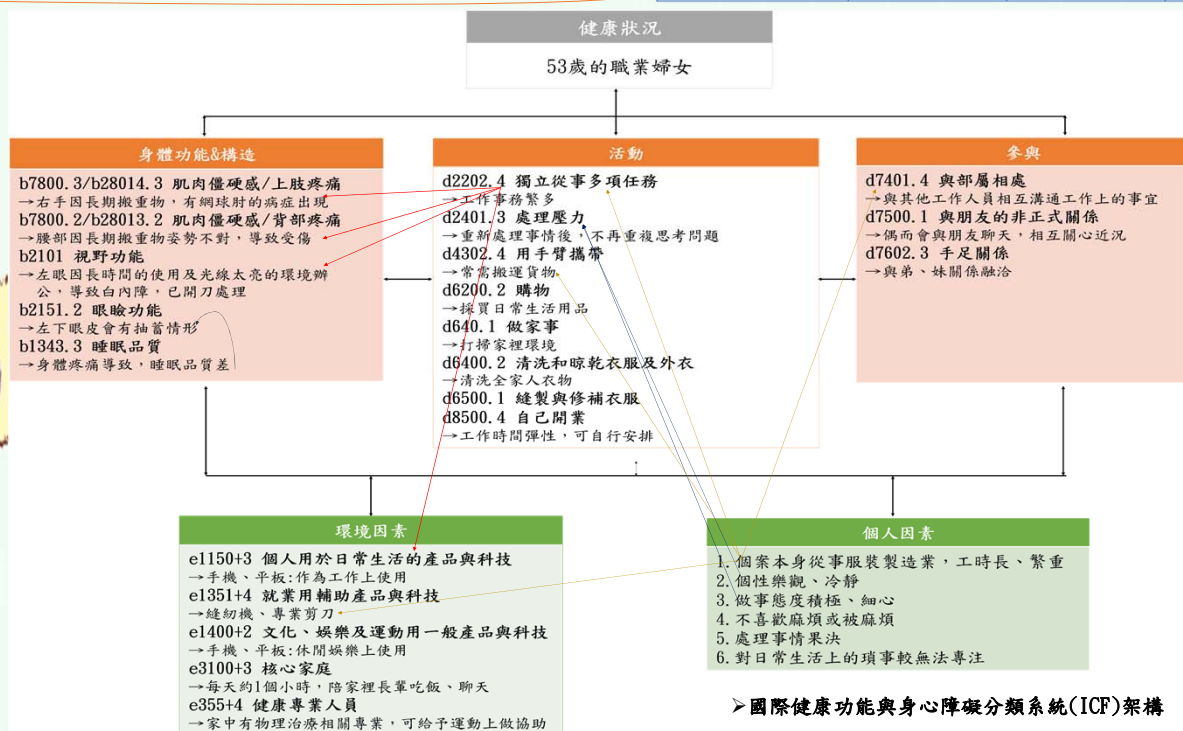 健康狀況
53歲的職業婦女
身體功能&構造
b7800.3/b28014.3 肌肉僵硬感/上肢疼痛
→右手因長期搬重物，有網球肘的病症出現
b7800.2/b28013.2 肌肉僵硬感/背部疼痛
→腰部因長期搬重物姿勢不對，導致受傷
b2101 視野功能
→左眼因長時間的使用及光線太亮的環境辦
公，導致白內障，已開刀處理
b2151.2 眼瞼功能
→左下眼皮會有抽蓄情形
b1343.3 睡眠品質
→身體疼痛導致，睡眠品質差
活動
d2202.4 獨立從事多項任務
→工作事務繁多
d2401.3 處理壓力
→重新處理事情後，不再重複思考問題
d4302.4 用手臂攜帶
→常需搬運貨物
d6200.2 購物
→採買日常生活用品
d640.1 做家事
→打掃家裡環境
d6400.2 清洗和晾乾衣服及外衣
→清洗全家人衣物
d6500.1 縫製與修補衣服
d8500.4 自己開業
→工作時間彈性，可自行安排
參與
d7401.4 與部屬相處
→與其他工作人員相互溝通工作上的事宜
d7500.1 與朋友的非正式關係
→偶而會與朋友聊天，相互關心近況
d7602.3 手足關係
→與弟、妹關係融洽
環境因素
e1150+3 個人用於日常生活的產品與科技
→手機、平板:作為工作上使用
e1351+4 就業用輔助產品與科技
→縫紉機、專業剪刀
e1400+2 文化、娛樂及運動用一般產品與科技
→手機、平板:休閒娛樂上使用
e3100+3 核心家庭
→每天約1個小時，陪家裡長輩吃飯、聊天
e355+4 健康專業人員
→家中有物理治療相關專業，可給予運動上做協助
個人因素
1. 個案本身從事服裝製造業，工時長、繁重
2. 個性樂觀、冷靜
3. 做事態度積極、細心
4. 不喜歡麻煩或被麻煩
5. 處理事情果決
6. 對日常生活上的瑣事較無法專注
➢國際健康功能與身心障礙分類系統(ICF)架構